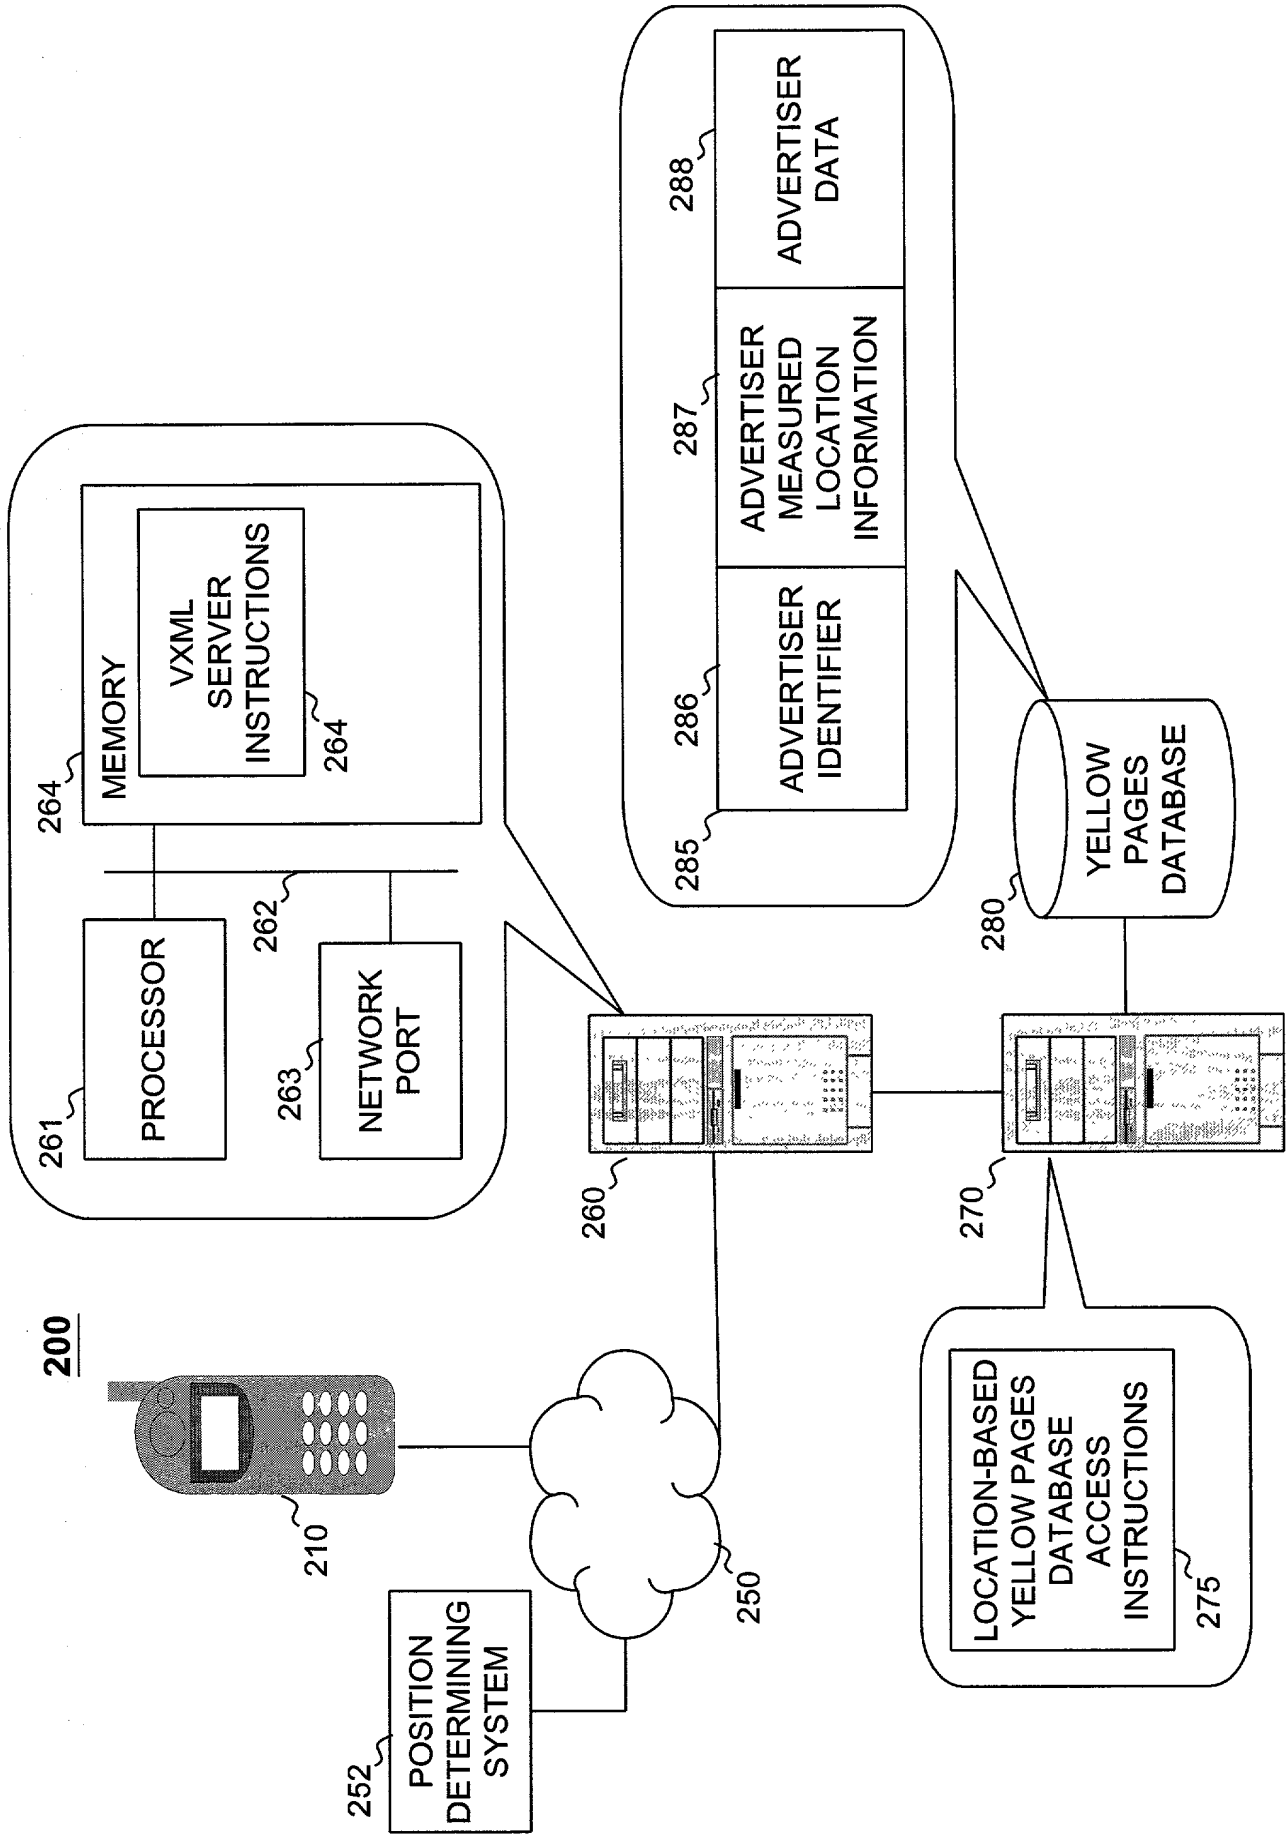 200
210
252
POSITION
DETERMINING
SYSTEM
250
261
PROCESSOR
262
263
NETWORK
PORT
264
MEMORY
VXML
SERVER
INSTRUCTIONS
264
260
270
LOCATION-BASED
YELLOW PAGES
DATABASE
ACCESS
INSTRUCTIONS
275
280
YELLOW
PAGES
DATABASE
285
286
ADVERTISER
IDENTIFIER
287
ADVERTISER
MEASURED
LOCATION
INFORMATION
288
ADVERTISER
DATA